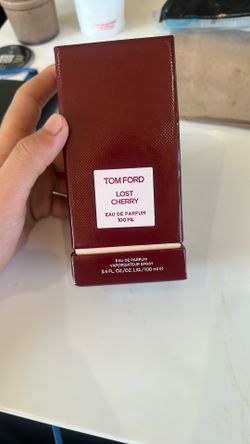 TOM FORD
LOST
CHERRY
EAU DE PARFUM
100 ML
EAU DE PARFUM
VAPORISATEUR SPRAY
3.4 FL.OZ./OZ.LIQ./100 ml ℮